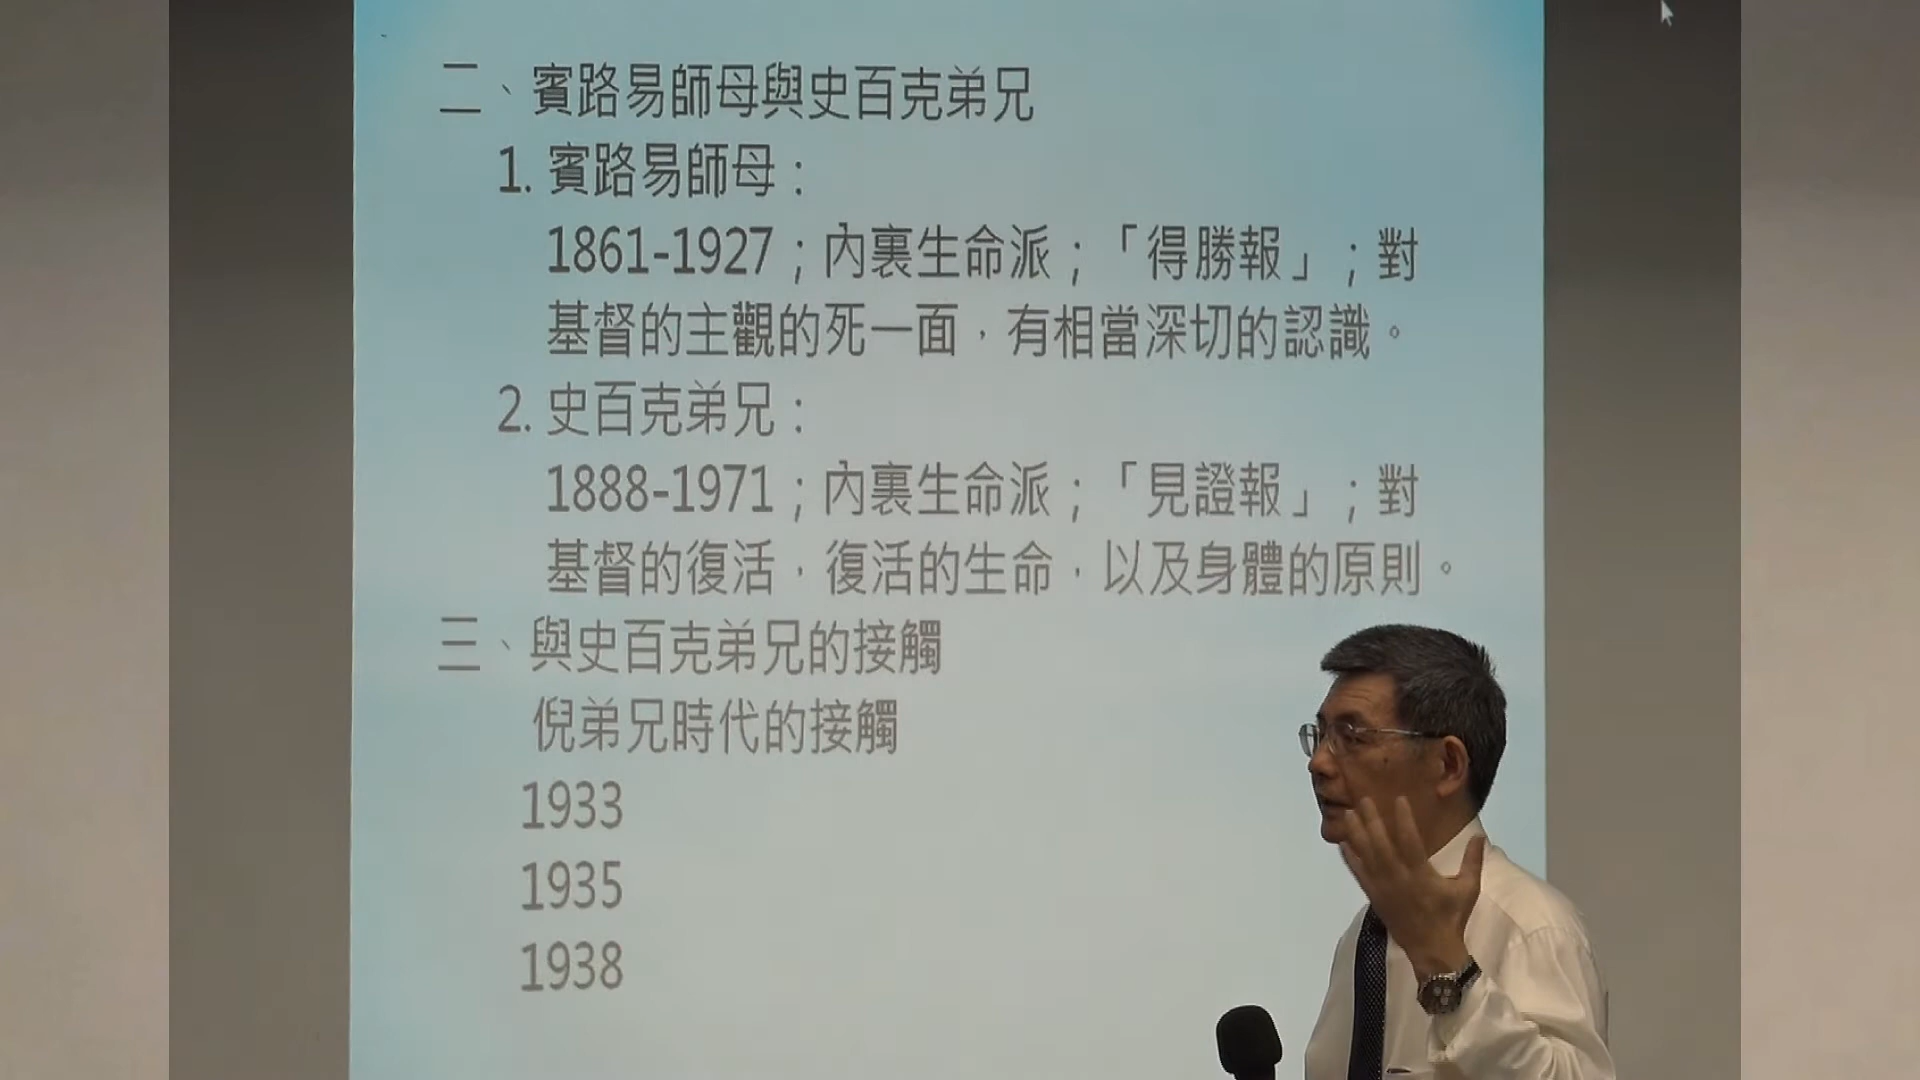 二、賓路易師母與史百克弟兄
1. 賓路易師母：
1861-1927；內裏生命派；「得勝報」；對
基督的主觀的死一面，有相當深切的認識。
2. 史百克弟兄：
1888-1971；內裏生命派；「見證報」；對
基督的復活，復活的生命，以及身體的原則。
三、與史百克弟兄的接觸
倪弟兄時代的接觸
1933
1935
1938